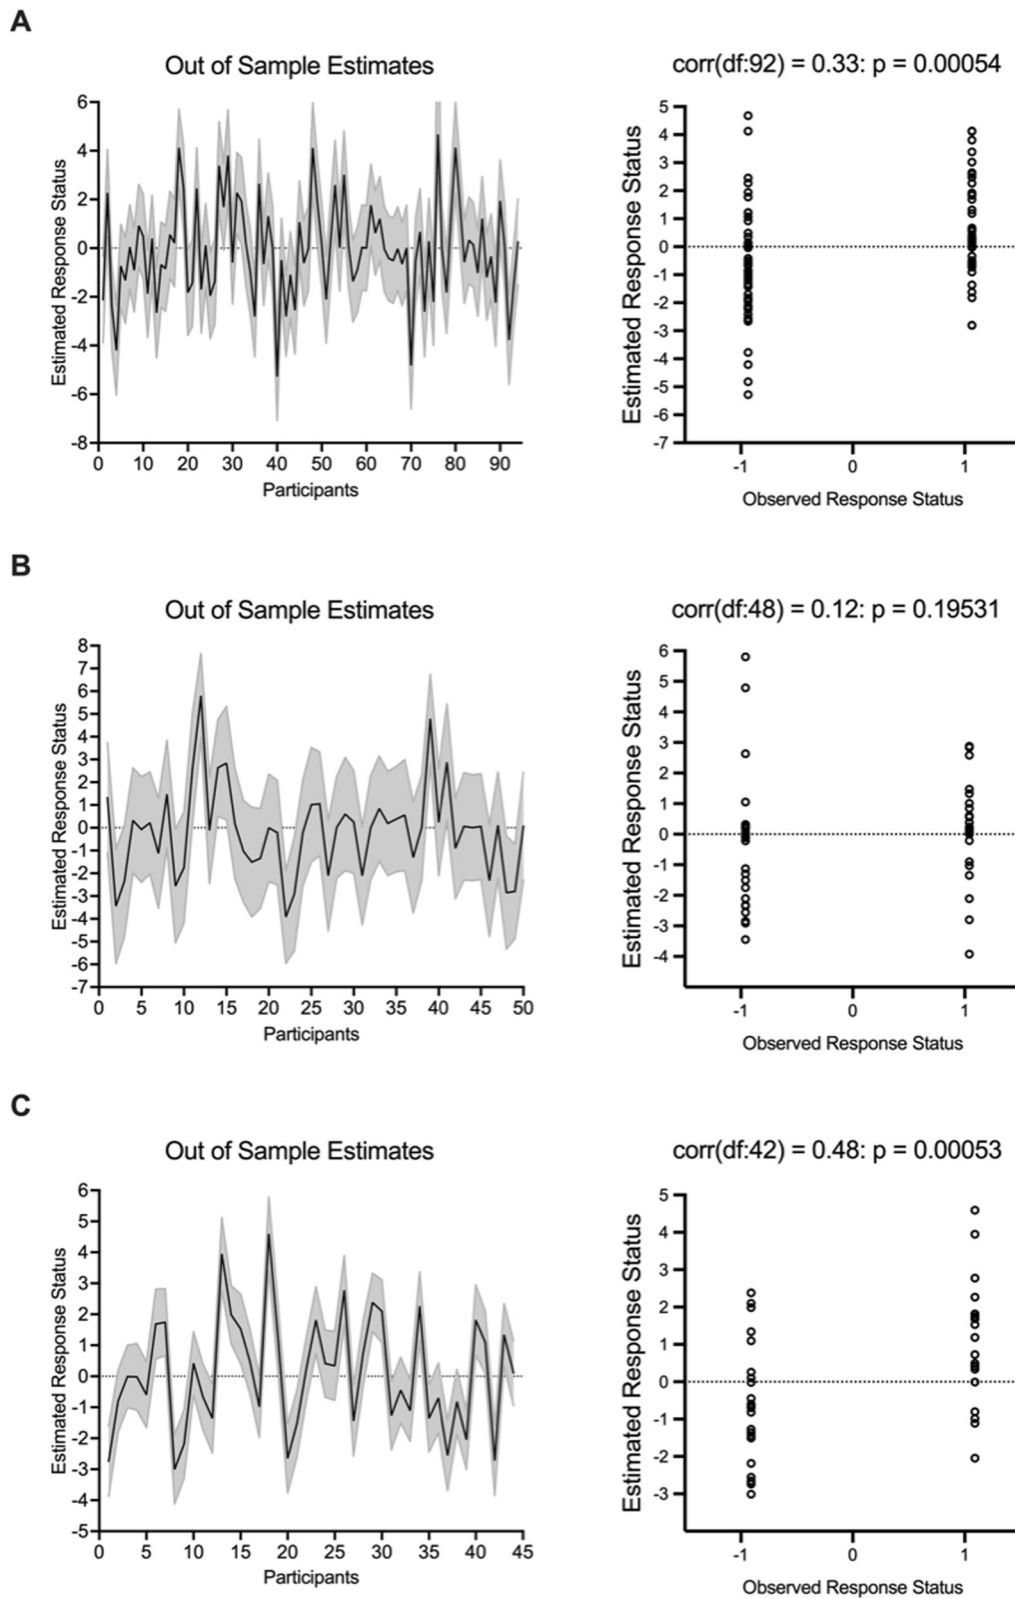 A
Out of Sample Estimates
corr(df:92) = 0.33: p = 0.00054
Estimated Response Status
6
4
2
0
-2
-4
-6
-8
0 10 20 30 40 50 60 70 80 90
Participants
Estimated Response Status
5
4
3
2
1
0
-1
-2
-3
-4
-5
-6
-7
-1 0 1
Observed Response Status
B
Out of Sample Estimates
corr(df:48) = 0.12: p = 0.19531
Estimated Response Status
8
7
6
5
4
3
2
1
0
-1
-2
-3
-4
-5
-6
-7
0 5 10 15 20 25 30 35 40 45 50
Participants
Estimated Response Status
6
5
4
3
2
1
0
-1
-2
-3
-4
-1 0 1
Observed Response Status
C
Out of Sample Estimates
corr(df:42) = 0.48: p = 0.00053
Estimated Response Status
6
5
4
3
2
1
0
-1
-2
-3
-4
-5
0 5 10 15 20 25 30 35 40 45
Participants
Estimated Response Status
5
4
3
2
1
0
-1
-2
-3
-1 0 1
Observed Response Status